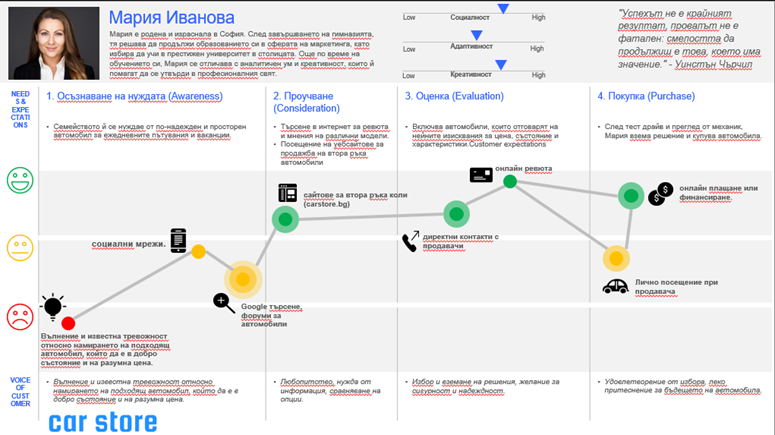 Мария Иванова
Мария е родена и израснала в София. След завършването на гимназията,
тя решава да продължи образованието си в сферата на маркетинга, като
избира да учи в престижен университет в столицата. Още по време на
обучението си, Мария се отличава с аналитичен ум и креативност, които й
помагат да се утвърди в професионалния свят.
Социалност
Low High
Адаптивност
Low High
Креативност
Low High
"Успехът не е крайният
резултат, провалът не е
фатален: смелостта да
продължиш е това, което има
значение." - Уинстън Чърчил
NEED
S &
EXPE
CTATI
ONS
1. Осъзнаване на нуждата (Awareness)
• Семейството й се нуждае от по-надежден и просторен
автомобил за ежедневните пътувания и ваканции.
2. Проучване
(Consideration)
• Търсене в интернет за ревюта
и мнения на различни модели.
• Посещение на уебсайтове за
продажба на втора ръка
автомобили
3. Оценка (Evaluation)
• Включва автомобили, които отговарят на
нейните изисквания за цена, състояние и
характеристики.Customer expectations
4. Покупка (Purchase)
• След тест драйв и преглед от механик,
Мария взема решение и купува автомобила.
социални мрежи.
сайтове за втора ръка коли
(carstore.bg)
онлайн ревюта
онлайн плащане или
финансиране.
директни контакти с
продавачи
Лично посещение при
продавача
Google търсене,
форуми за
автомобили
Вълнение и известна тревожност
относно намирането на подходящ
автомобил, който да е в добро
състояние и на разумна цена.
VOICE
OF
CUST
OMER
• Вълнение и известна тревожност относно
намирането на подходящ автомобил, който да е в
добро състояние и на разумна цена.
• Любопитство, нужда от
информация, сравняване на
опции.
• Избор и вземане на решения, желание за
сигурност и надеждност.
• Удовлетворение от избора, леко
притеснение за бъдещето на автомобила.
car store